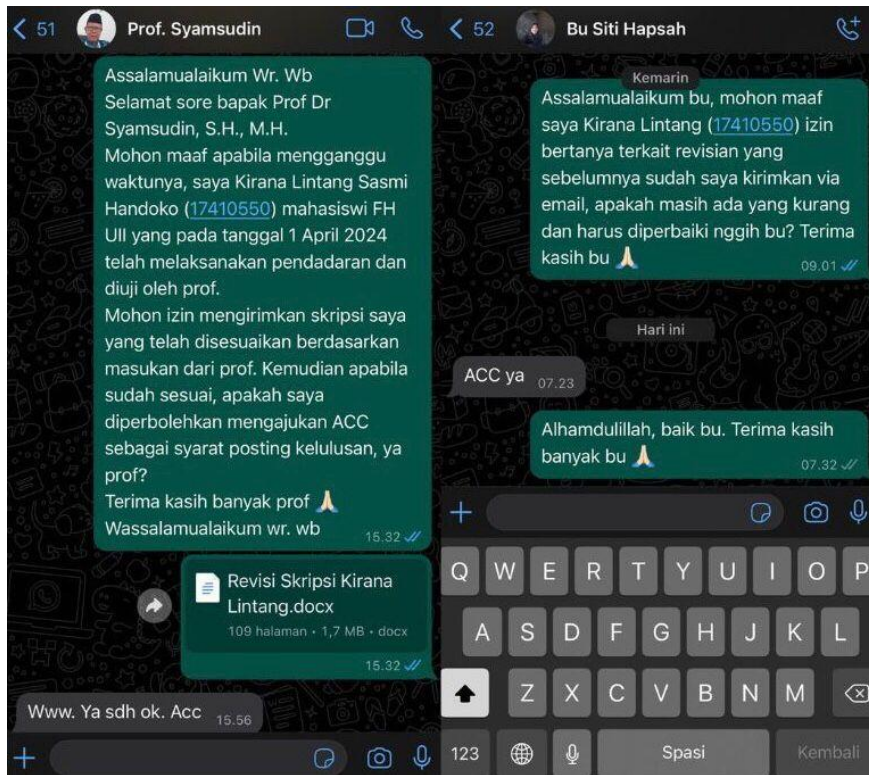 51
Prof. Syamsudin
Assalamualaikum Wr. Wb
Selamat sore bapak Prof Dr
Syamsudin, S.H., M.H.
Mohon maaf apabila mengganggu
waktunya, saya Kirana Lintang Sasmi
Handoko (17410550) mahasiswi FH
UII yang pada tanggal 1 April 2024
telah melaksanakan pendadaran dan
diuji oleh prof.
Mohon izin mengirimkan skripsi saya
yang telah disesuaikan berdasarkan
masukan dari prof. Kemudian apabila
sudah sesuai, apakah saya
diperbolehkan mengajukan ACC
sebagai syarat posting kelulusan, ya
prof?
Terima kasih banyak prof 🙏🏻
Wassalamualaikum wr. wb
15.32
Revisi Skripsi Kirana
Lintang.docx
109 halaman • 1,7 MB • docx
15.32
Www. Ya sdh ok. Acc 15.56
52
Bu Siti Hapsah
Kemarin
Assalamualaikum bu, mohon maaf
saya Kirana Lintang (17410550) izin
bertanya terkait revisian yang
sebelumnya sudah saya kirimkan via
email, apakah masih ada yang kurang
dan harus diperbaiki nggih bu? Terima
kasih bu 🙏🏻
09.01
Hari ini
ACC ya 07.23
Alhamdulillah, baik bu. Terima kasih
banyak bu 🙏🏻
07.32
Q W E R T Y U I O P
A S D F G H J K L
Z X C V B N M
123 Spasi Kembali